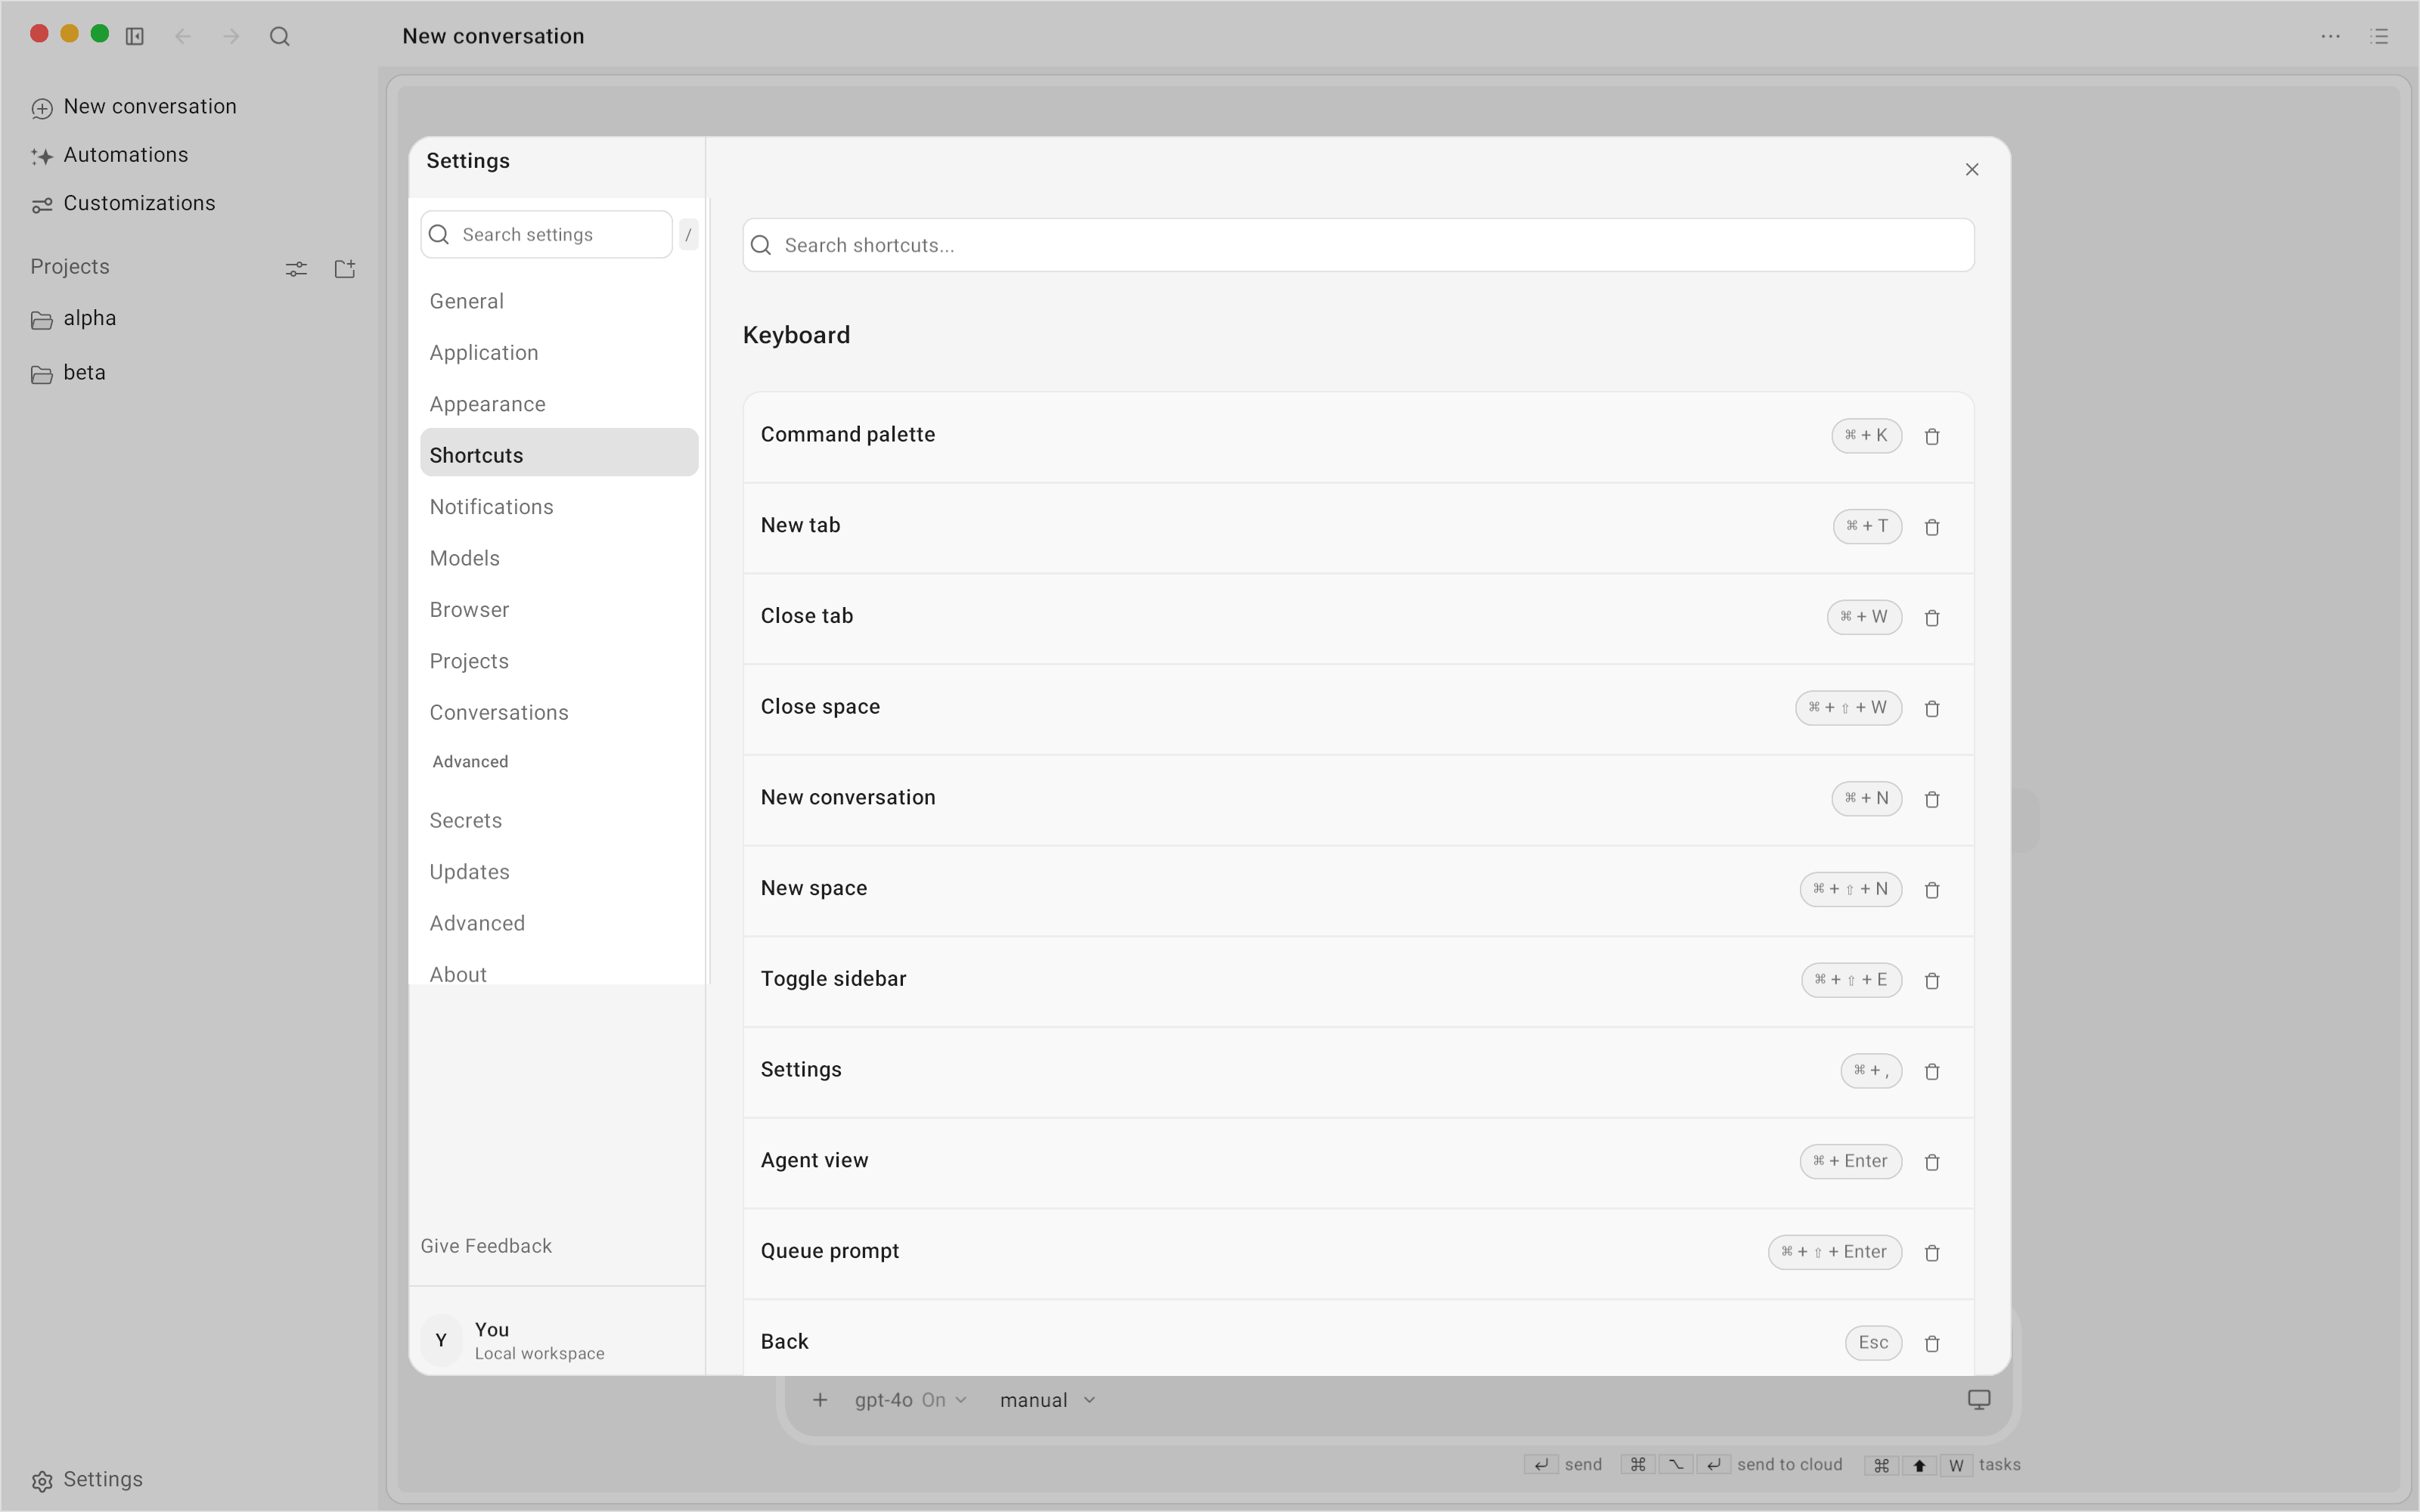 New conversation
New conversation
Automations
Customizations
Projects
alpha
beta
Settings
Settings
Search settings
/
General
Application
Appearance
Shortcuts
Notifications
Models
Browser
Projects
Conversations
Advanced
Secrets
Updates
Advanced
About
Give Feedback
Y
You
Local workspace
Search shortcuts...
Keyboard
Command palette ⌘ + K
New tab ⌘ + T
Close tab ⌘ + W
Close space ⌘ + ⇧ + W
New conversation ⌘ + N
New space ⌘ + ⇧ + N
Toggle sidebar ⌘ + ⇧ + E
Settings ⌘ + ,
Agent view ⌘ + Enter
Queue prompt ⌘ + ⇧ + Enter
Back Esc
gpt-4o On manual
↵ send ⌘ ⌥ ↵ send to cloud ⌘ ⬆ W tasks